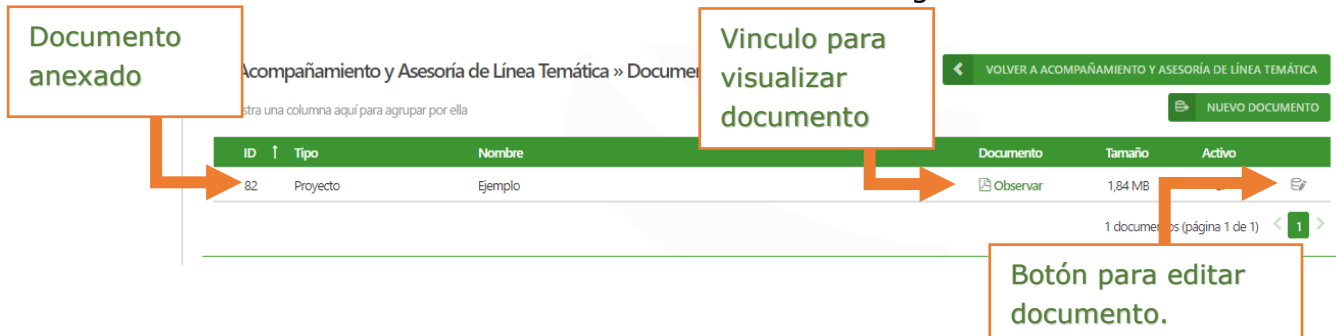 Documento
anexado
Vinculo para
visualizar
documento
Acompañamiento y Asesoría de Línea Temática » Docume
VOLVER A ACOMPAÑAMIENTO Y ASESORÍA DE LÍNEA TEMÁTICA
stra una columna aquí para agrupar por ella
NUEVO DOCUMENTO
ID ↑ Tipo Nombre Documento Tamaño Activo
82 Proyecto Ejemplo Observar 1,84 MB
1 documentos (página 1 de 1) < 1 >
Botón para editar
documento.